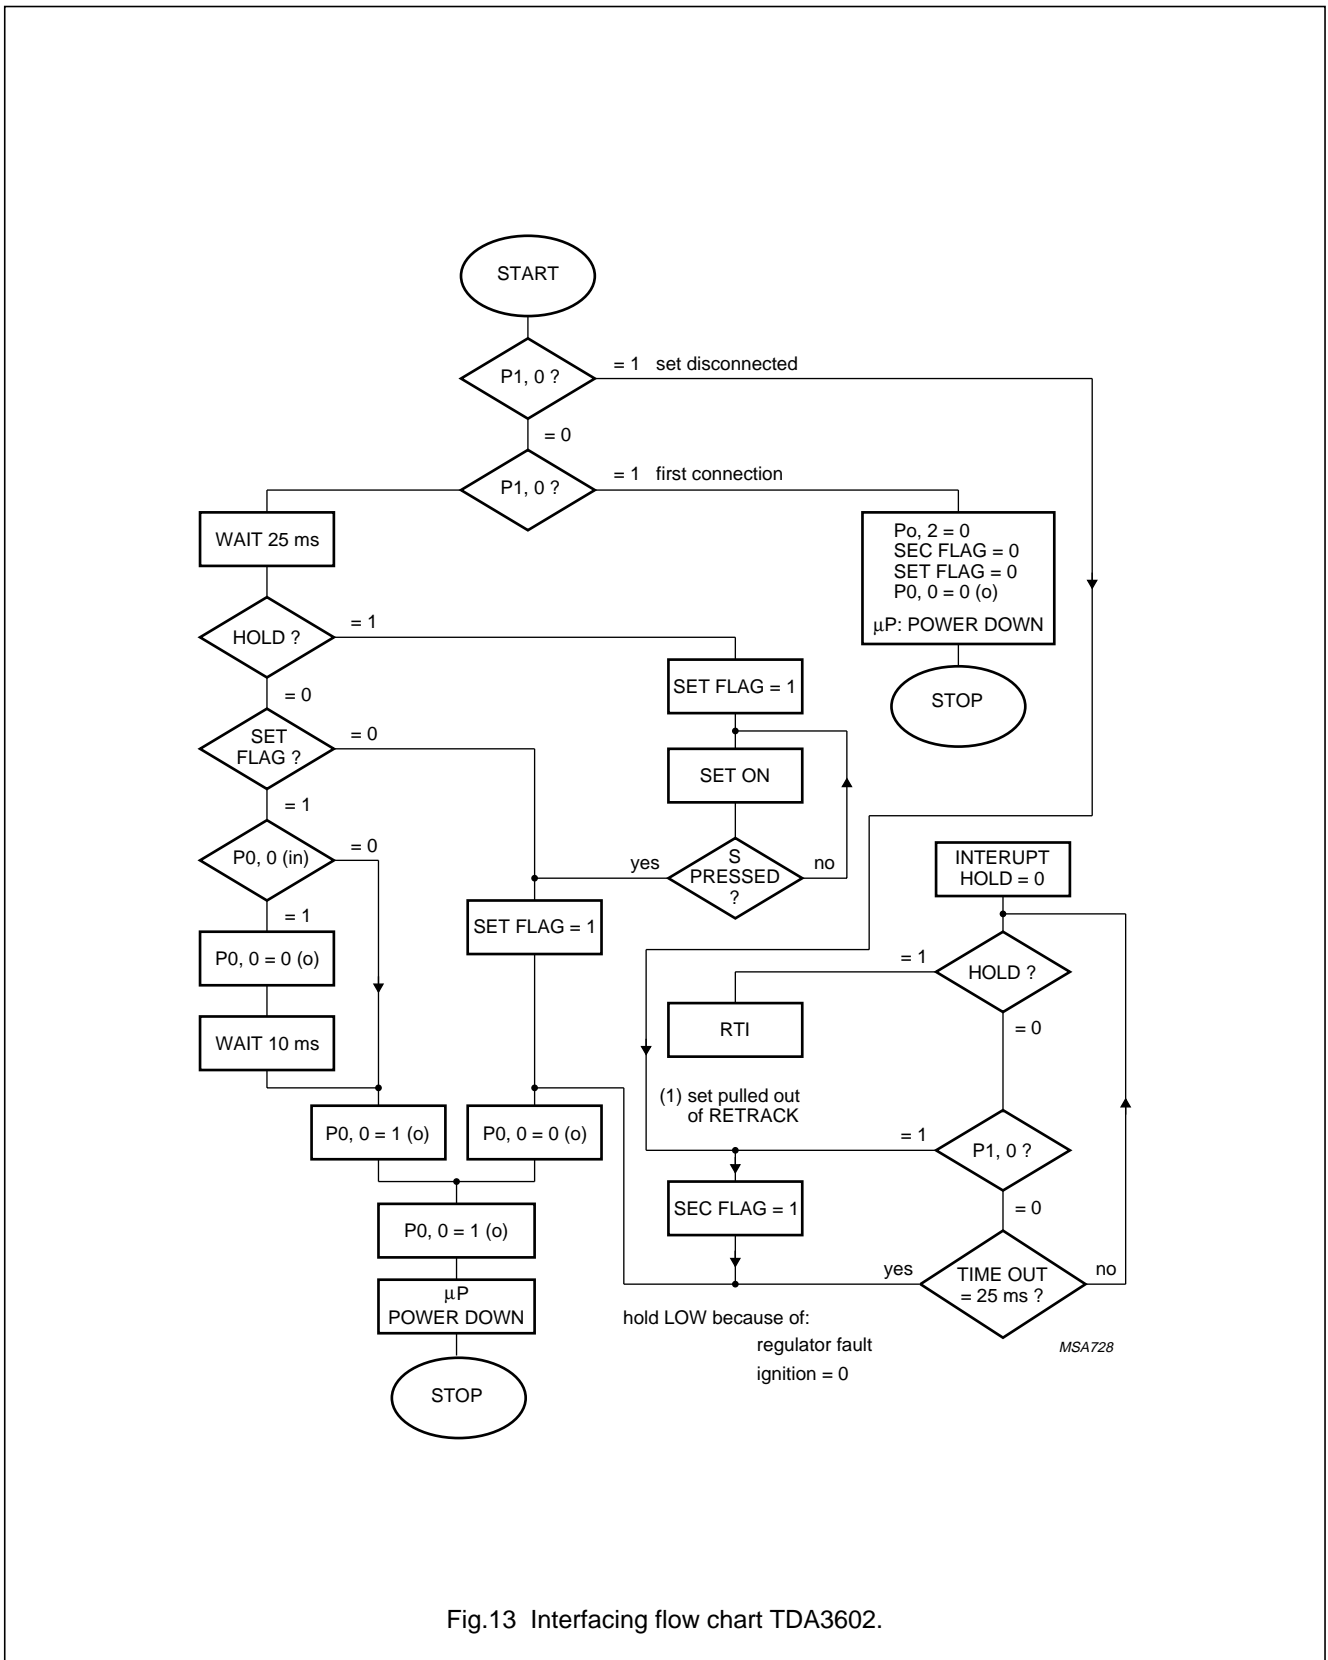 START
P1, 0 ?
= 1 set disconnected
= 0
P1, 0 ?
= 1 first connection
WAIT 25 ms
Po, 2 = 0
SEC FLAG = 0
SET FLAG = 0
P0, 0 = 0 (o)
μP: POWER DOWN
STOP
HOLD ?
= 1
= 0
SET FLAG = 1
SET
FLAG ?
= 0
= 1
SET ON
P0, 0 (in)
= 0
= 1
yes
S
PRESSED
?
no
INTERUPT
HOLD = 0
SET FLAG = 1
P0, 0 = 0 (o)
= 1
HOLD ?
= 0
WAIT 10 ms
RTI
(1) set pulled out
of RETRACK
P0, 0 = 1 (o)
P0, 0 = 0 (o)
= 1
P1, 0 ?
= 0
SEC FLAG = 1
P0, 0 = 1 (o)
yes
TIME OUT
= 25 ms ?
no
μP
POWER DOWN
hold LOW because of:
regulator fault
ignition = 0
MSA728
STOP
Fig.13 Interfacing flow chart TDA3602.